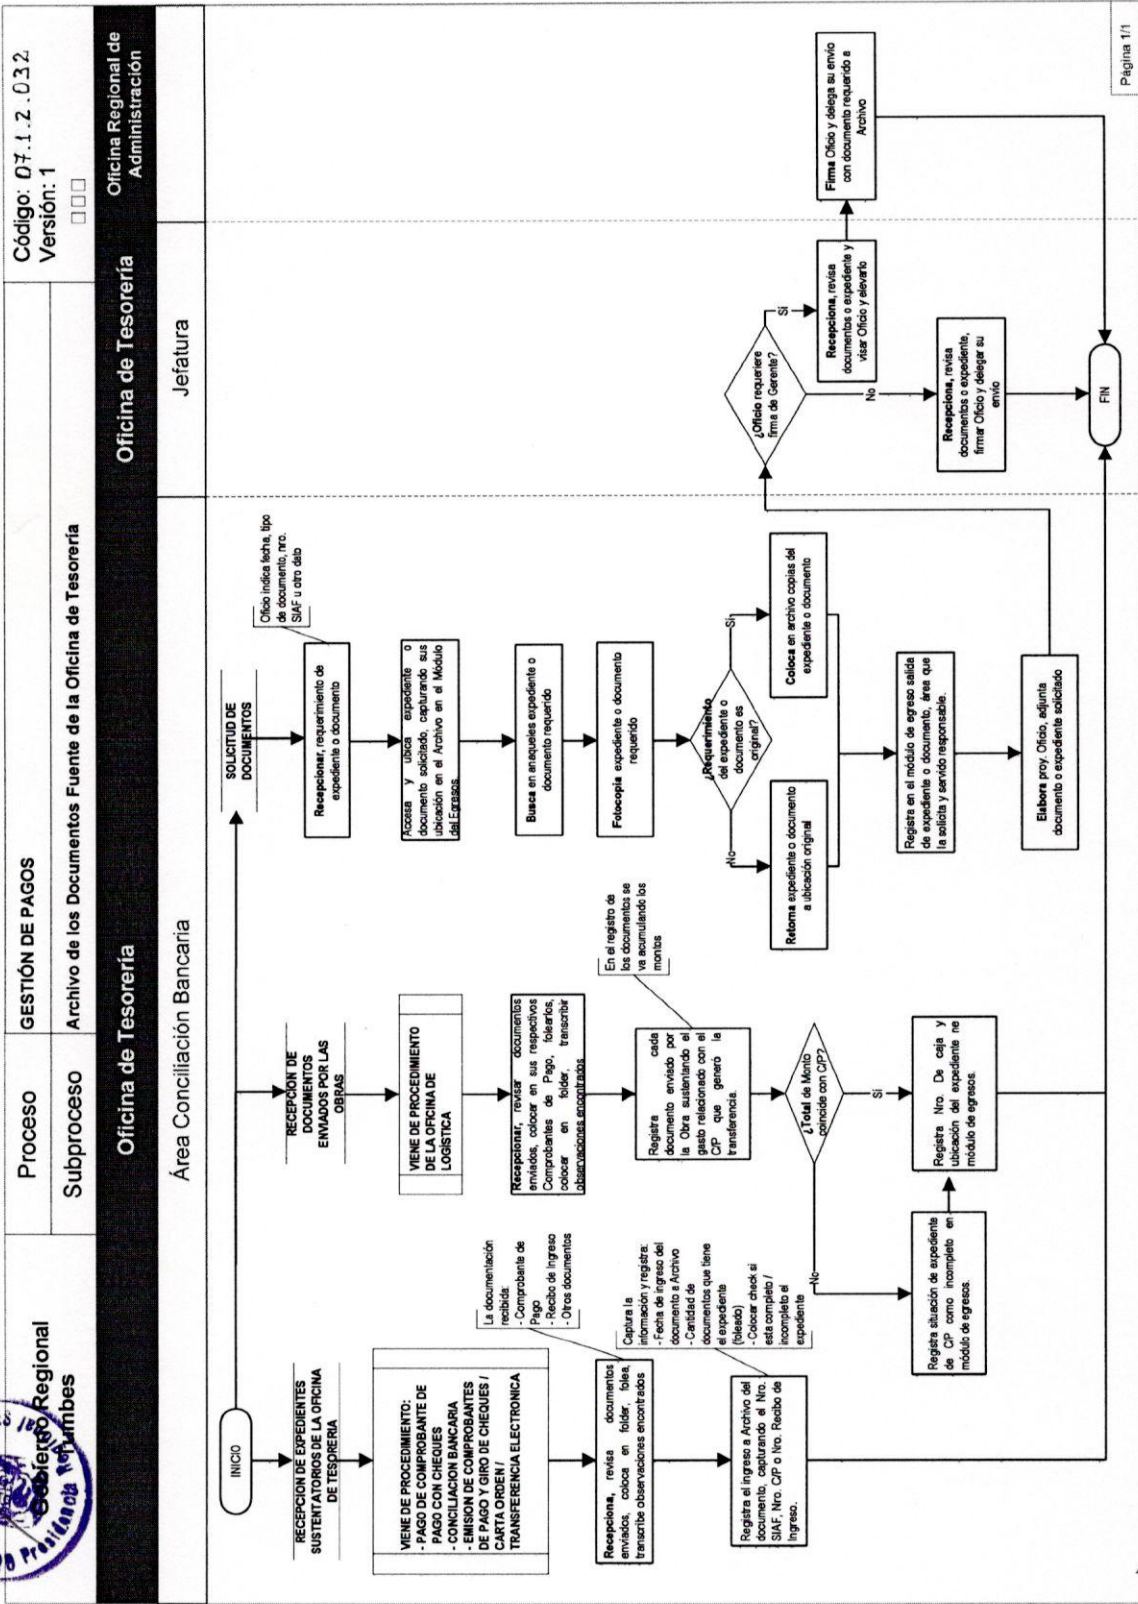 Gobierno Regional
Tumbes
Proceso
GESTIÓN DE PAGOS
Código: 07.1.2.032
Versión: 1
Subproceso
Archivo de los Documentos Fuente de la Oficina de Tesorería
Oficina de Tesorería
Oficina de Tesorería
Oficina Regional de
Administración
Área Conciliación Bancaria
Jefatura
INICIO
RECEPCION DE EXPEDIENTES
SUSTENTATORIOS DE LA OFICINA
DE TESORERIA
VIENE DE PROCEDIMIENTO:
- PAGO DE COMPROBANTE DE
PAGO CON CHEQUES
- CONCILIACION BANCARIA
- EMISION DE COMPROBANTES
DE PAGO Y GIRO DE CHEQUES /
CARTA ORDEN /
TRANSFERENCIA ELECTRONICA
La documentación
recibida:
- Comprobante de
Pago
- Recibo de Ingreso
- Otros documentos
Recepciona, revisa documentos
enviados, coloca en folder, folea,
transcribe observaciones encontrados
Captura la
información y registra:
- Fecha de ingreso del
documento a Archivo
- Cantidad de
documentos que tiene
el expediente
(foleado)
- Colocar check si
esta completo /
incompleto el
expediente
Registra el ingreso a Archivo del
documento, capturando el Nro.
SIAF, Nro. C/P o Nro. Recibo de
Ingreso.
RECEPCION DE
DOCUMENTOS
ENVIADOS POR LAS
OBRAS
VIENE DE PROCEDIMIENTO
DE LA OFICINA DE
LOGÍSTICA
Recepcionar, revisar documentos
enviados, colocar en sus respectivos
Comprobantes de Pago, folearlos,
colocar en folder, transcribir
observaciones encontrados
En el registro de
los documentos se
va acumulando los
montos
Registra cada
documento enviado por
la Obra sustentando el
gasto relacionado con el
C/P que generó la
transferencia.
¿Total de Monto
coincide con C/P?
No
Si
Registra situación de expediente
de C/P como incompleto en
módulo de egresos.
Registra Nro. De caja y
ubicación del expediente ne
módulo de egresos.
SOLICITUD DE
DOCUMENTOS
Oficio indica fecha, tipo
de documento, nro.
SIAF u otro dato
Recepcionar, requerimiento de
expediente o documento
Accesa y ubica expediente o
documento solicitado, capturando sus
ubicación en el Archivo en el Módulo
del Egresos
Busca en anaqueles expediente o
documento requerido
Fotocopia expediente o documento
requerido
¿Requerimiento
del expediente o
documento es
original?
No
Si
Retorna expediente o documento
a ubicación original
Coloca en archivo copias del
expediente o documento
Registra en el módulo de egreso salida
de expediente o documento, área que
la solicita y servido responsable.
Elabora proy. Oficio, adjunta
documento o expediente solicitado
¿Oficio requeriere
firma de Gerente?
Si
No
Recepciona, revisa
documentos o expediente y
visar Oficio y elevarlo
Recepciona, revisa
documentos o expediente,
firmar Oficio y delegar su
envío
Firma Oficio y delega su envío
con documento requerido a
Archivo
FIN
Página 1/1